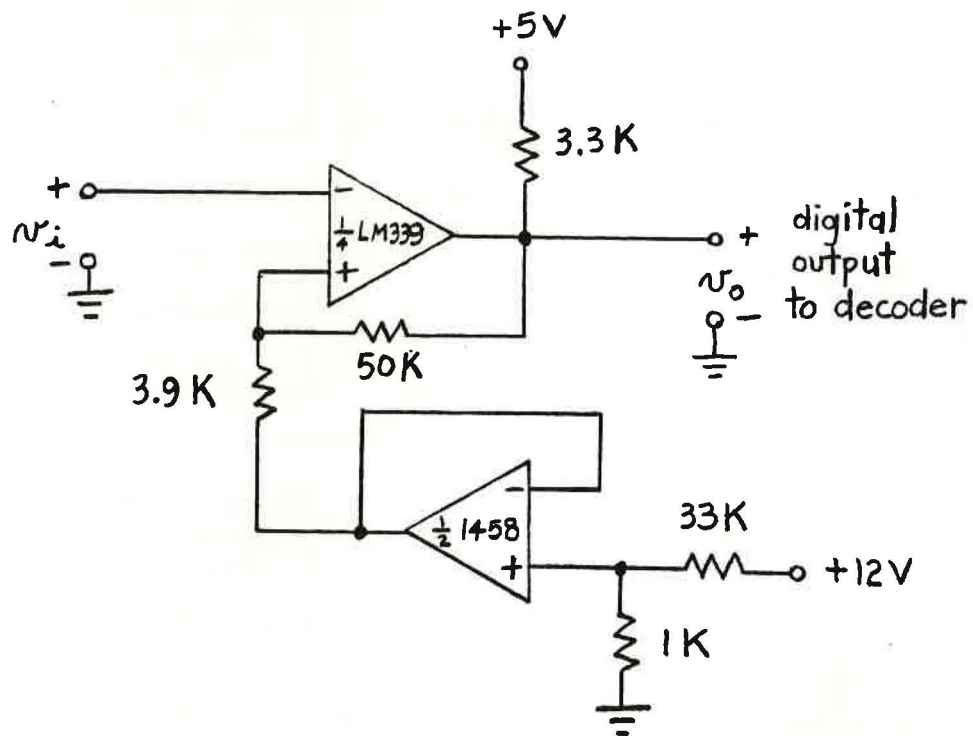 +5V
3.3K
+
-
¼ LM339
+
digital
vi
output
-
+
vo
to decoder
-
50K
3.9K
-
½ 1458
33K
+
+12V
1K